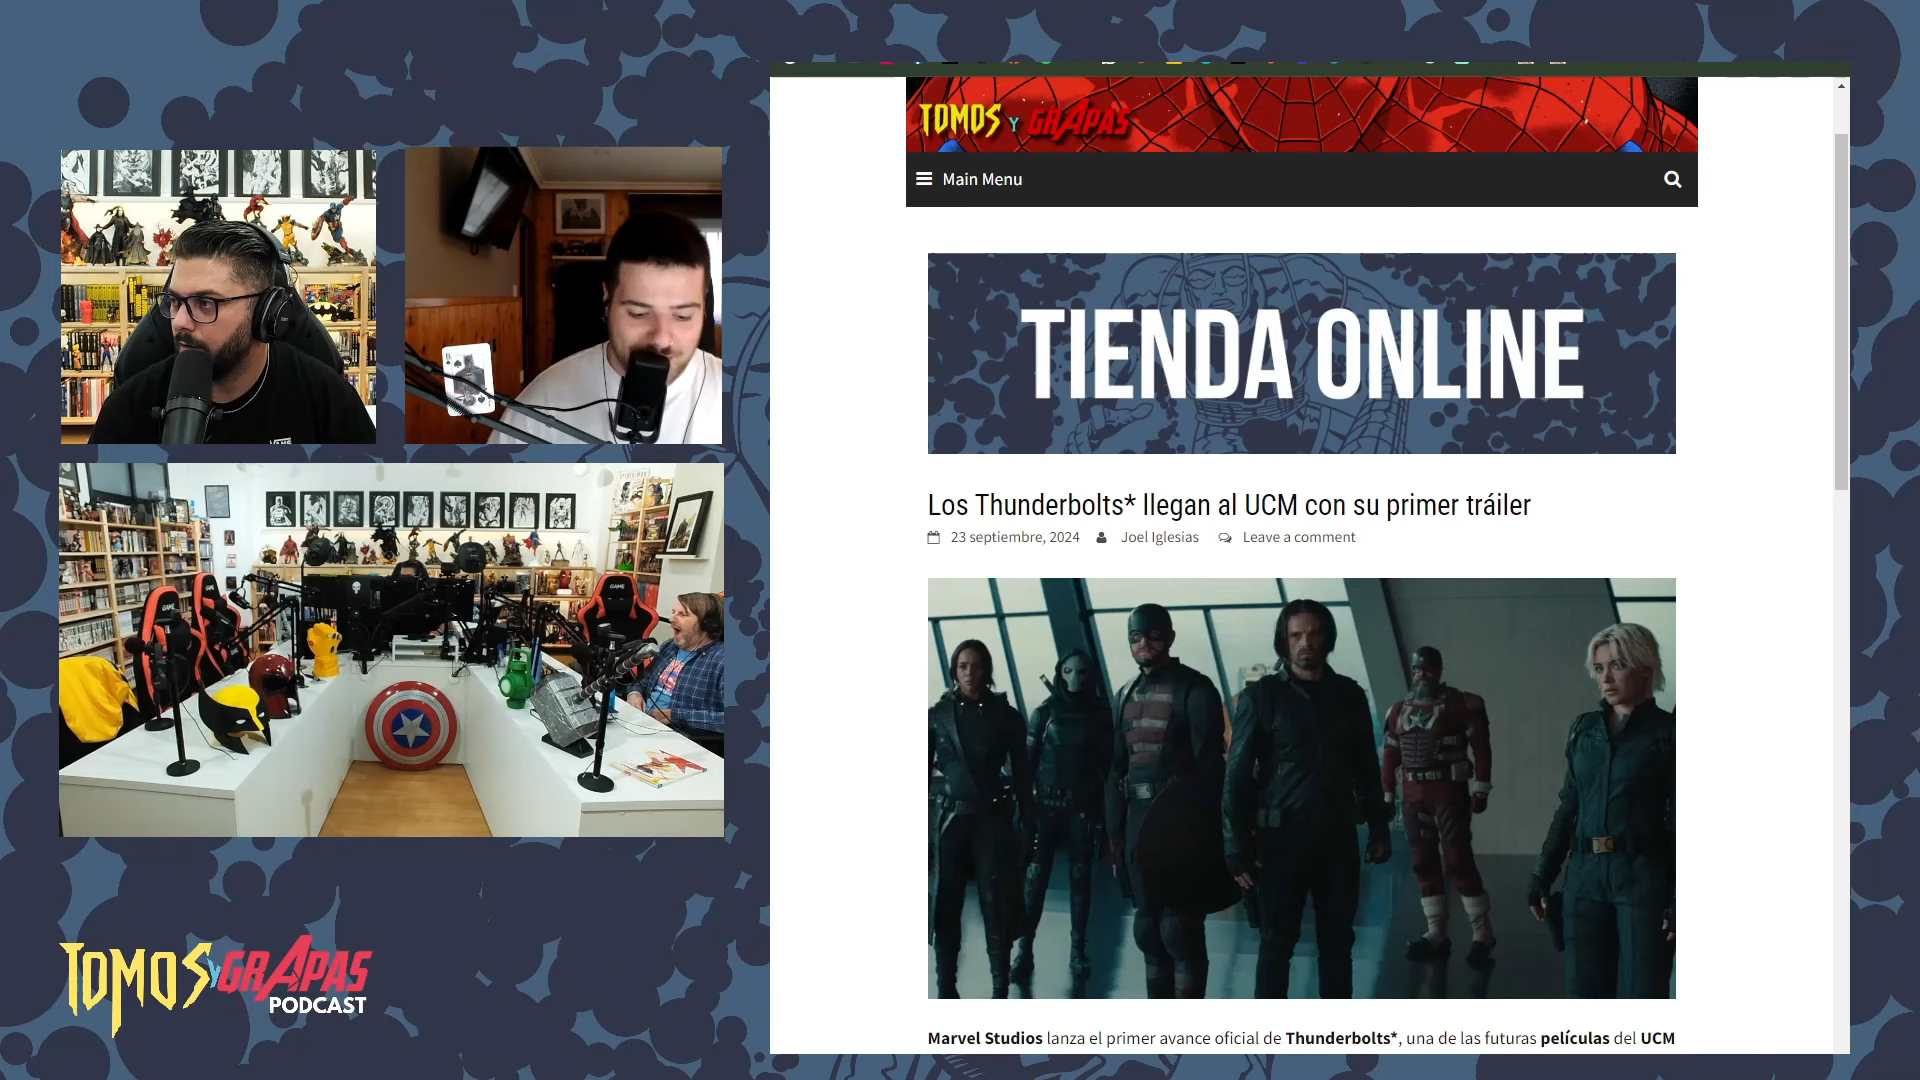 TOMOS Y GRAPAS
Main Menu
TIENDA ONLINE
Los Thunderbolts* llegan al UCM con su primer tráiler
23 septiembre, 2024 Joel Iglesias Leave a comment
Marvel Studios lanza el primer avance oficial de Thunderbolts*, una de las futuras películas del UCM
TOMOS Y GRAPAS
PODCAST